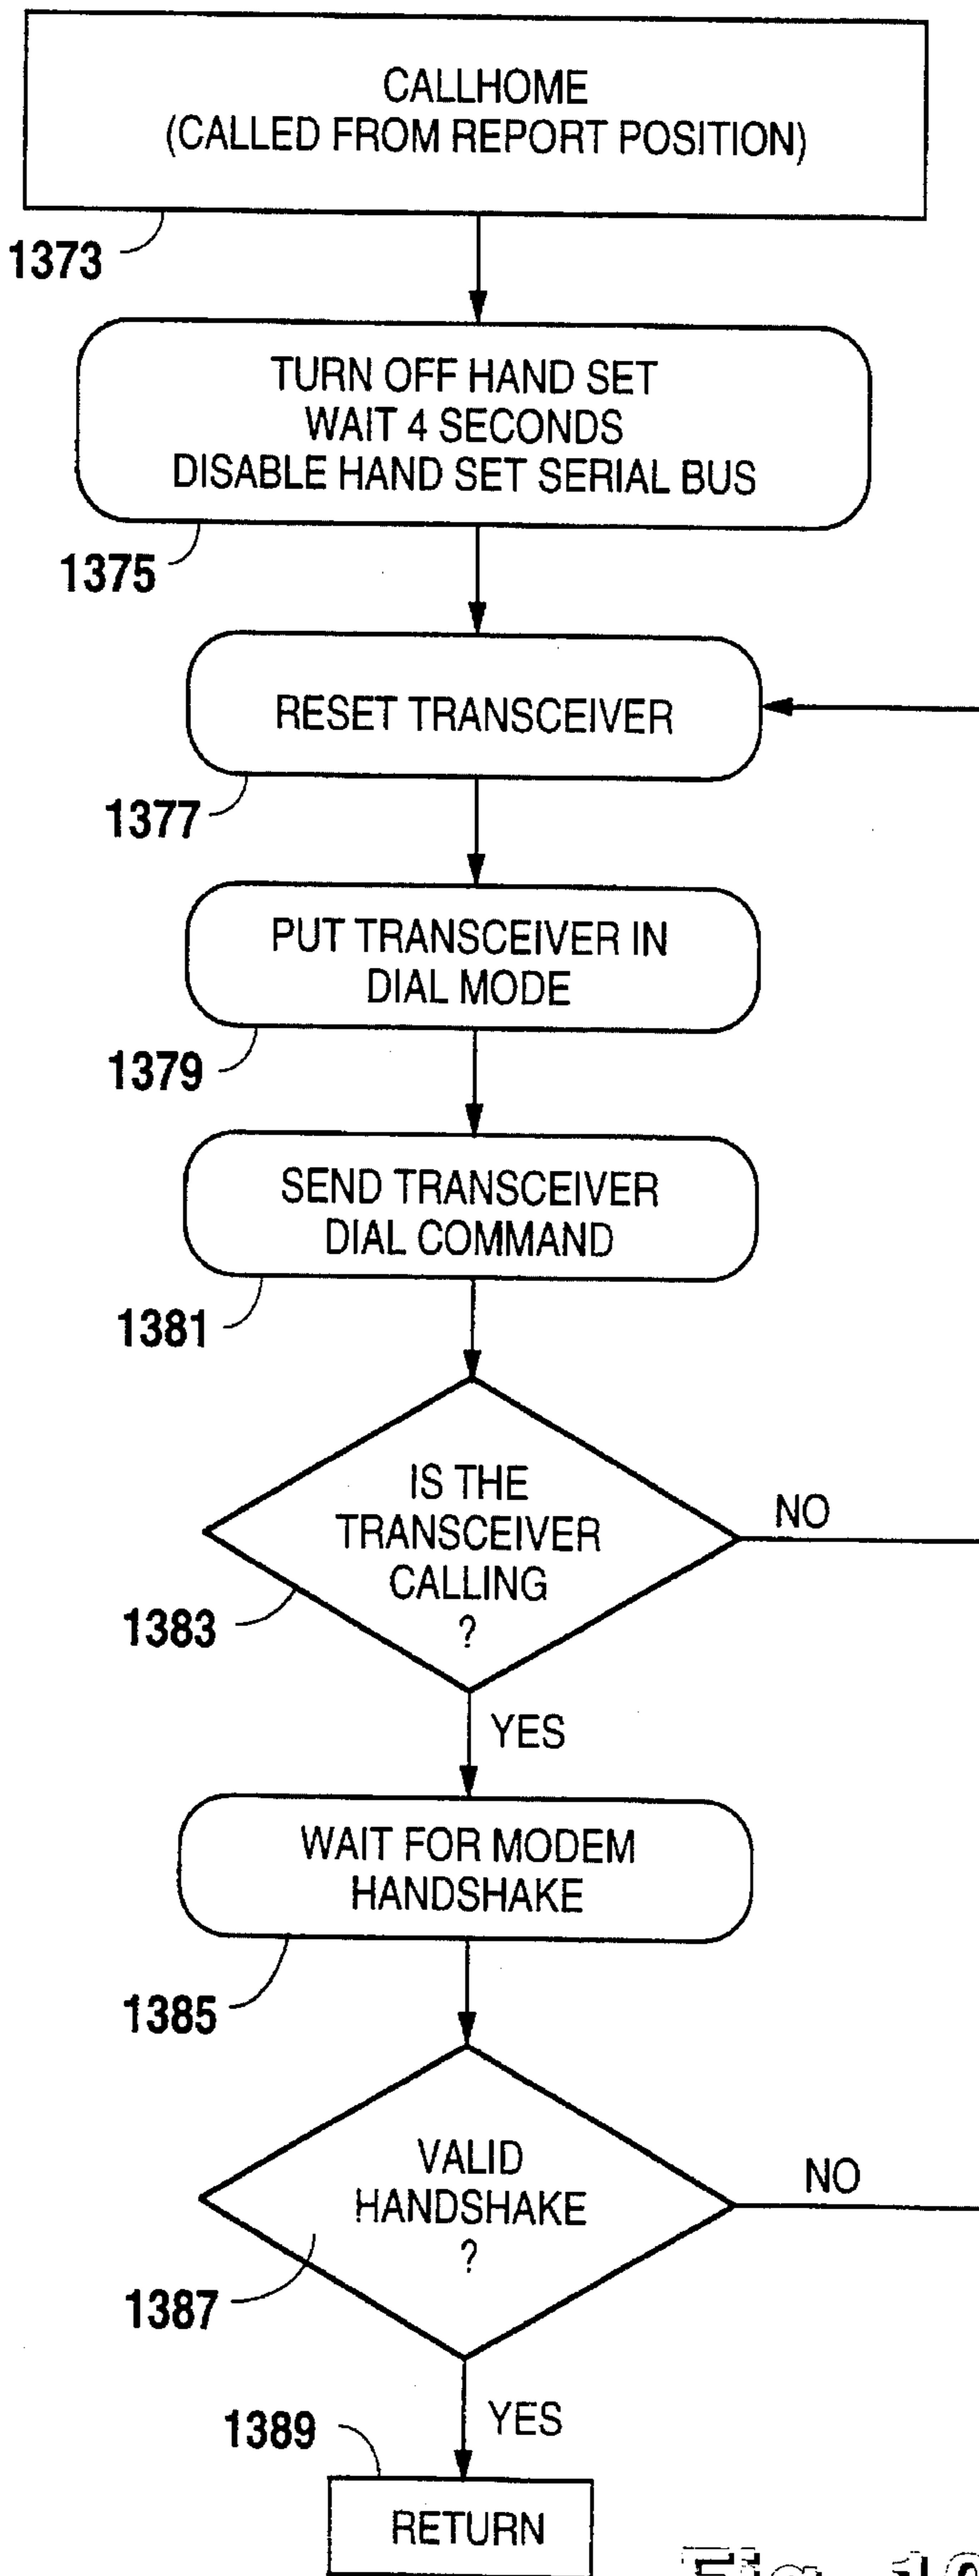 CALLHOME
(CALLED FROM REPORT POSITION)
1373
TURN OFF HAND SET
WAIT 4 SECONDS
DISABLE HAND SET SERIAL BUS
1375
RESET TRANSCEIVER
1377
PUT TRANSCEIVER IN
DIAL MODE
1379
SEND TRANSCEIVER
DIAL COMMAND
1381
IS THE
TRANSCEIVER
CALLING
?
NO
1383
YES
WAIT FOR MODEM
HANDSHAKE
1385
VALID
HANDSHAKE
?
NO
1387
YES
1389
RETURN
Fig.